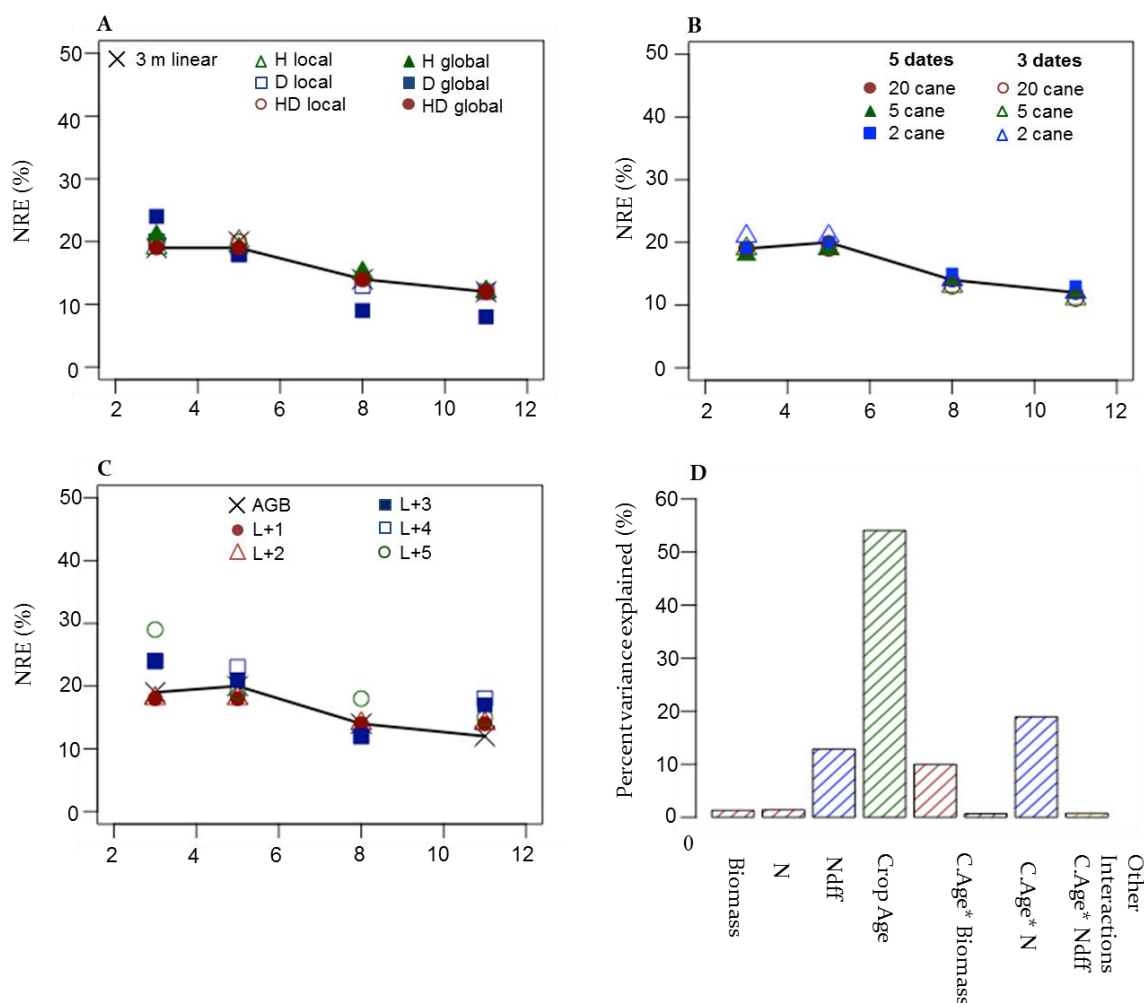 A
3 m linear
H local
D local
HD local
H global
D global
HD global
NRE (%)
50
40
30
20
10
0
2 4 6 8 10 12
B
5 dates 3 dates
20 cane 20 cane
5 cane 5 cane
2 cane 2 cane
NRE (%)
50
40
30
20
10
0
2 4 6 8 10 12
C
AGB
L+1
L+2
L+3
L+4
L+5
NRE (%)
50
40
30
20
10
0
2 4 6 8 10 12
D
Percent variance explained (%)
60
50
40
30
20
10
0
0
Biomass
N
Ndff
Crop Age
C.Age* Biomass
C.Age* N
C.Age* Ndff
Other
Interactions